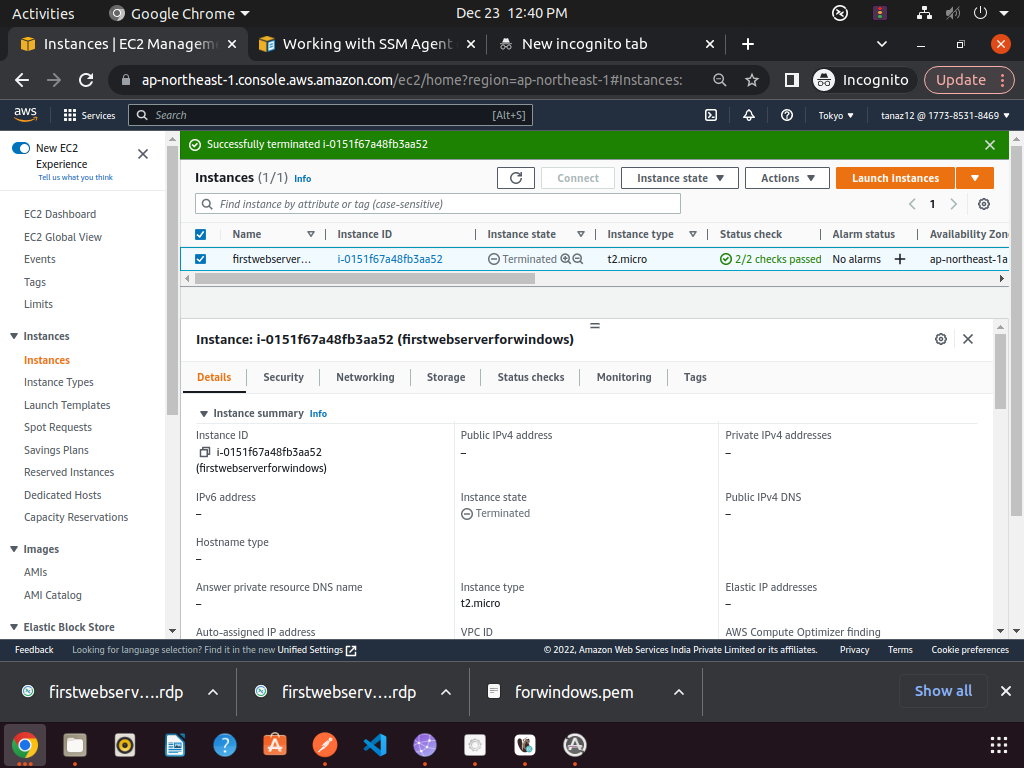 Activities
Google Chrome
Dec 23 12:40 PM
Instances | EC2 Managem
Working with SSM Agent
New incognito tab
ap-northeast-1.console.aws.amazon.com/ec2/home?region=ap-northeast-1#Instances:
Incognito
Update
aws
Services
Search
[Alt+S]
Tokyo
tanaz12 @ 1773-8531-8469
New EC2
Experience
Tell us what you think
EC2 Dashboard
EC2 Global View
Events
Tags
Limits
Instances
Instances
Instance Types
Launch Templates
Spot Requests
Savings Plans
Reserved Instances
Dedicated Hosts
Capacity Reservations
Images
AMIs
AMI Catalog
Elastic Block Store
Successfully terminated i-0151f67a48fb3aa52
Instances (1/1) Info
Connect
Instance state
Actions
Launch instances
Find instance by attribute or tag (case-sensitive)
1
Name
Instance ID
Instance state
Instance type
Status check
Alarm status
Availability Zon
firstwebserver...
i-0151f67a48fb3aa52
Terminated
t2.micro
2/2 checks passed
No alarms
ap-northeast-1a
Instance: i-0151f67a48fb3aa52 (firstwebserverforwindows)
Details
Security
Networking
Storage
Status checks
Monitoring
Tags
Instance summary Info
Instance ID
i-0151f67a48fb3aa52
(firstwebserverforwindows)
Public IPv4 address
–
Private IPv4 addresses
–
IPv6 address
–
Instance state
Terminated
Public IPv4 DNS
–
Hostname type
–
Answer private resource DNS name
–
Instance type
t2.micro
Elastic IP addresses
–
Auto-assigned IP address
VPC ID
AWS Compute Optimizer finding
Feedback
Looking for language selection? Find it in the new Unified Settings
© 2022, Amazon Web Services India Private Limited or its affiliates.
Privacy
Terms
Cookie preferences
firstwebserv....rdp
firstwebserv....rdp
forwindows.pem
Show all